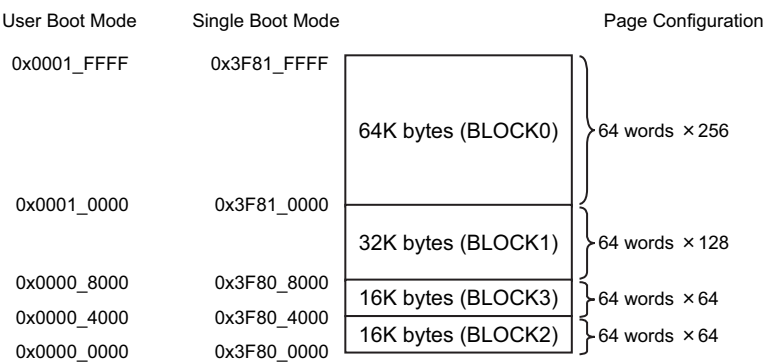 User Boot Mode Single Boot Mode Page Configuration
0x0001_FFFF 0x3F81_FFFF
64K bytes (BLOCK0) 64 words ×256
0x0001_0000 0x3F81_0000
32K bytes (BLOCK1) 64 words ×128
0x0000_8000 0x3F80_8000
16K bytes (BLOCK3) 64 words ×64
0x0000_4000 0x3F80_4000
16K bytes (BLOCK2) 64 words ×64
0x0000_0000 0x3F80_0000